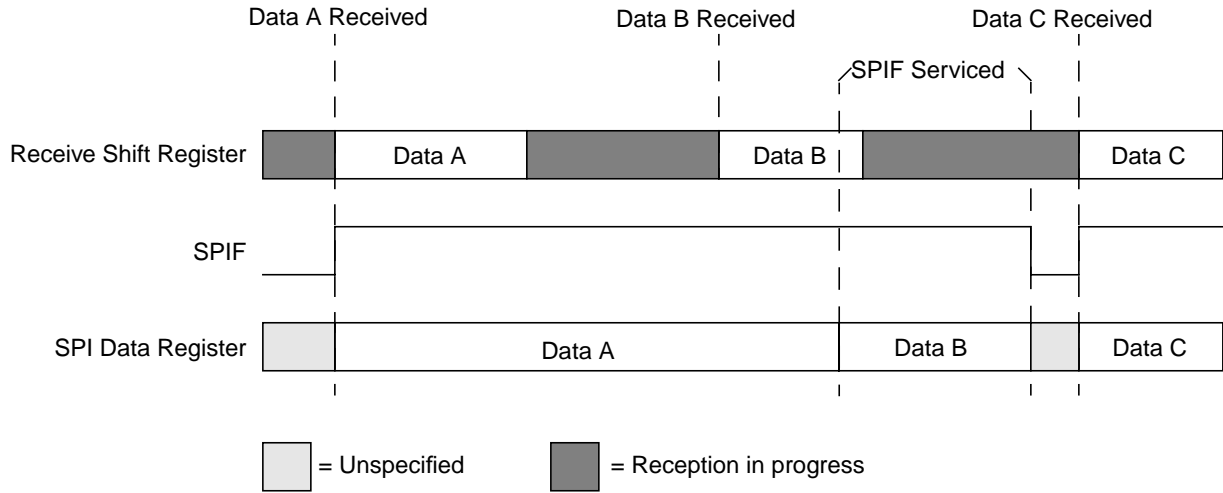 Data A Received
Data B Received
Data C Received
SPIF Serviced
Receive Shift Register
Data A
Data B
Data C
SPIF
SPI Data Register
Data A
Data B
Data C
= Unspecified
= Reception in progress